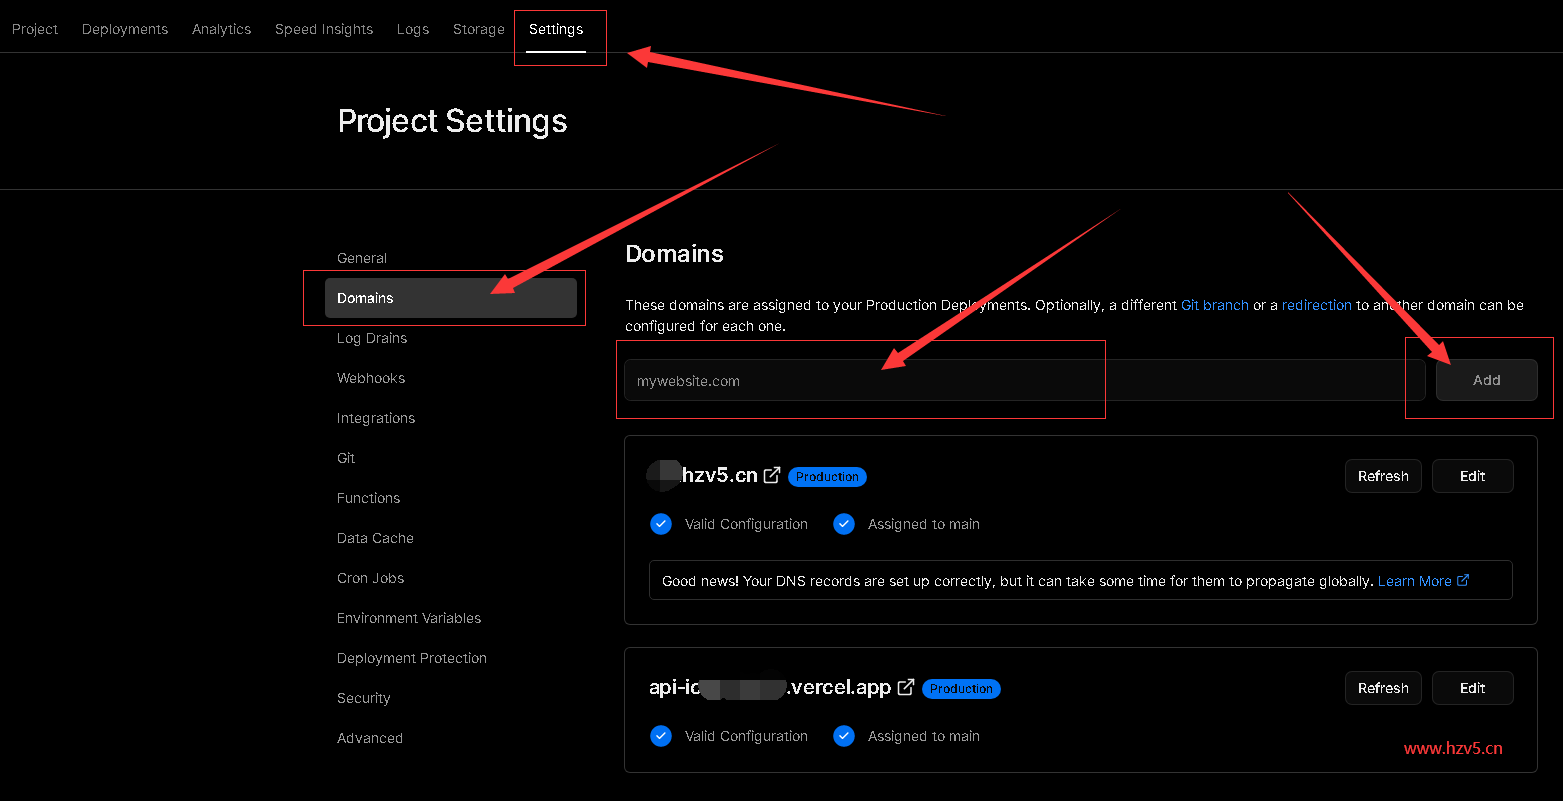 Project Deployments Analytics Speed Insights Logs Storage Settings
Project Settings
General
Domains
Log Drains
Webhooks
Integrations
Git
Functions
Data Cache
Cron Jobs
Environment Variables
Deployment Protection
Security
Advanced
Domains
These domains are assigned to your Production Deployments. Optionally, a different Git branch or a redirection to another domain can be
configured for each one.
mywebsite.com Add
hzv5.cn Production Refresh Edit
Valid Configuration Assigned to main
Good news! Your DNS records are set up correctly, but it can take some time for them to propagate globally. Learn More
.vercel.app Production Refresh Edit
Valid Configuration Assigned to main
www.hzv5.cn